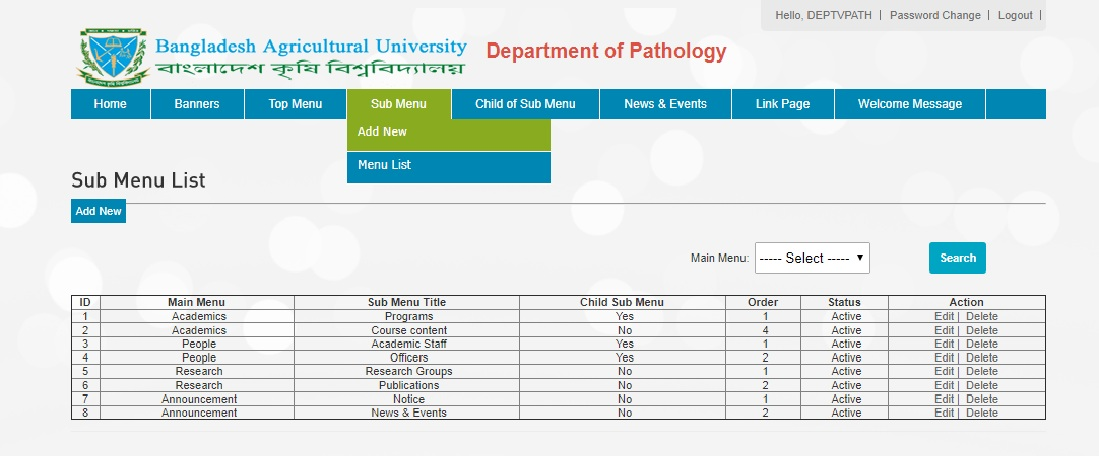 Hello, IDEPTVPATH | Password Change | Logout |
Bangladesh Agricultural University
বাংলাদেশ কৃষি বিশ্ববিদ্যালয়
Department of Pathology
Home Banners Top Menu Sub Menu Child of Sub Menu News & Events Link Page Welcome Message
Add New
Menu List
Sub Menu List
Add New
Main Menu: ----- Select ----- Search
ID Main Menu Sub Menu Title Child Sub Menu Order Status Action
1 Academics Programs Yes 1 Active Edit | Delete
2 Academics Course content No 4 Active Edit | Delete
3 People Academic Staff Yes 1 Active Edit | Delete
4 People Officers Yes 2 Active Edit | Delete
5 Research Research Groups No 1 Active Edit | Delete
6 Research Publications No 2 Active Edit | Delete
7 Announcement Notice No 1 Active Edit | Delete
8 Announcement News & Events No 2 Active Edit | Delete